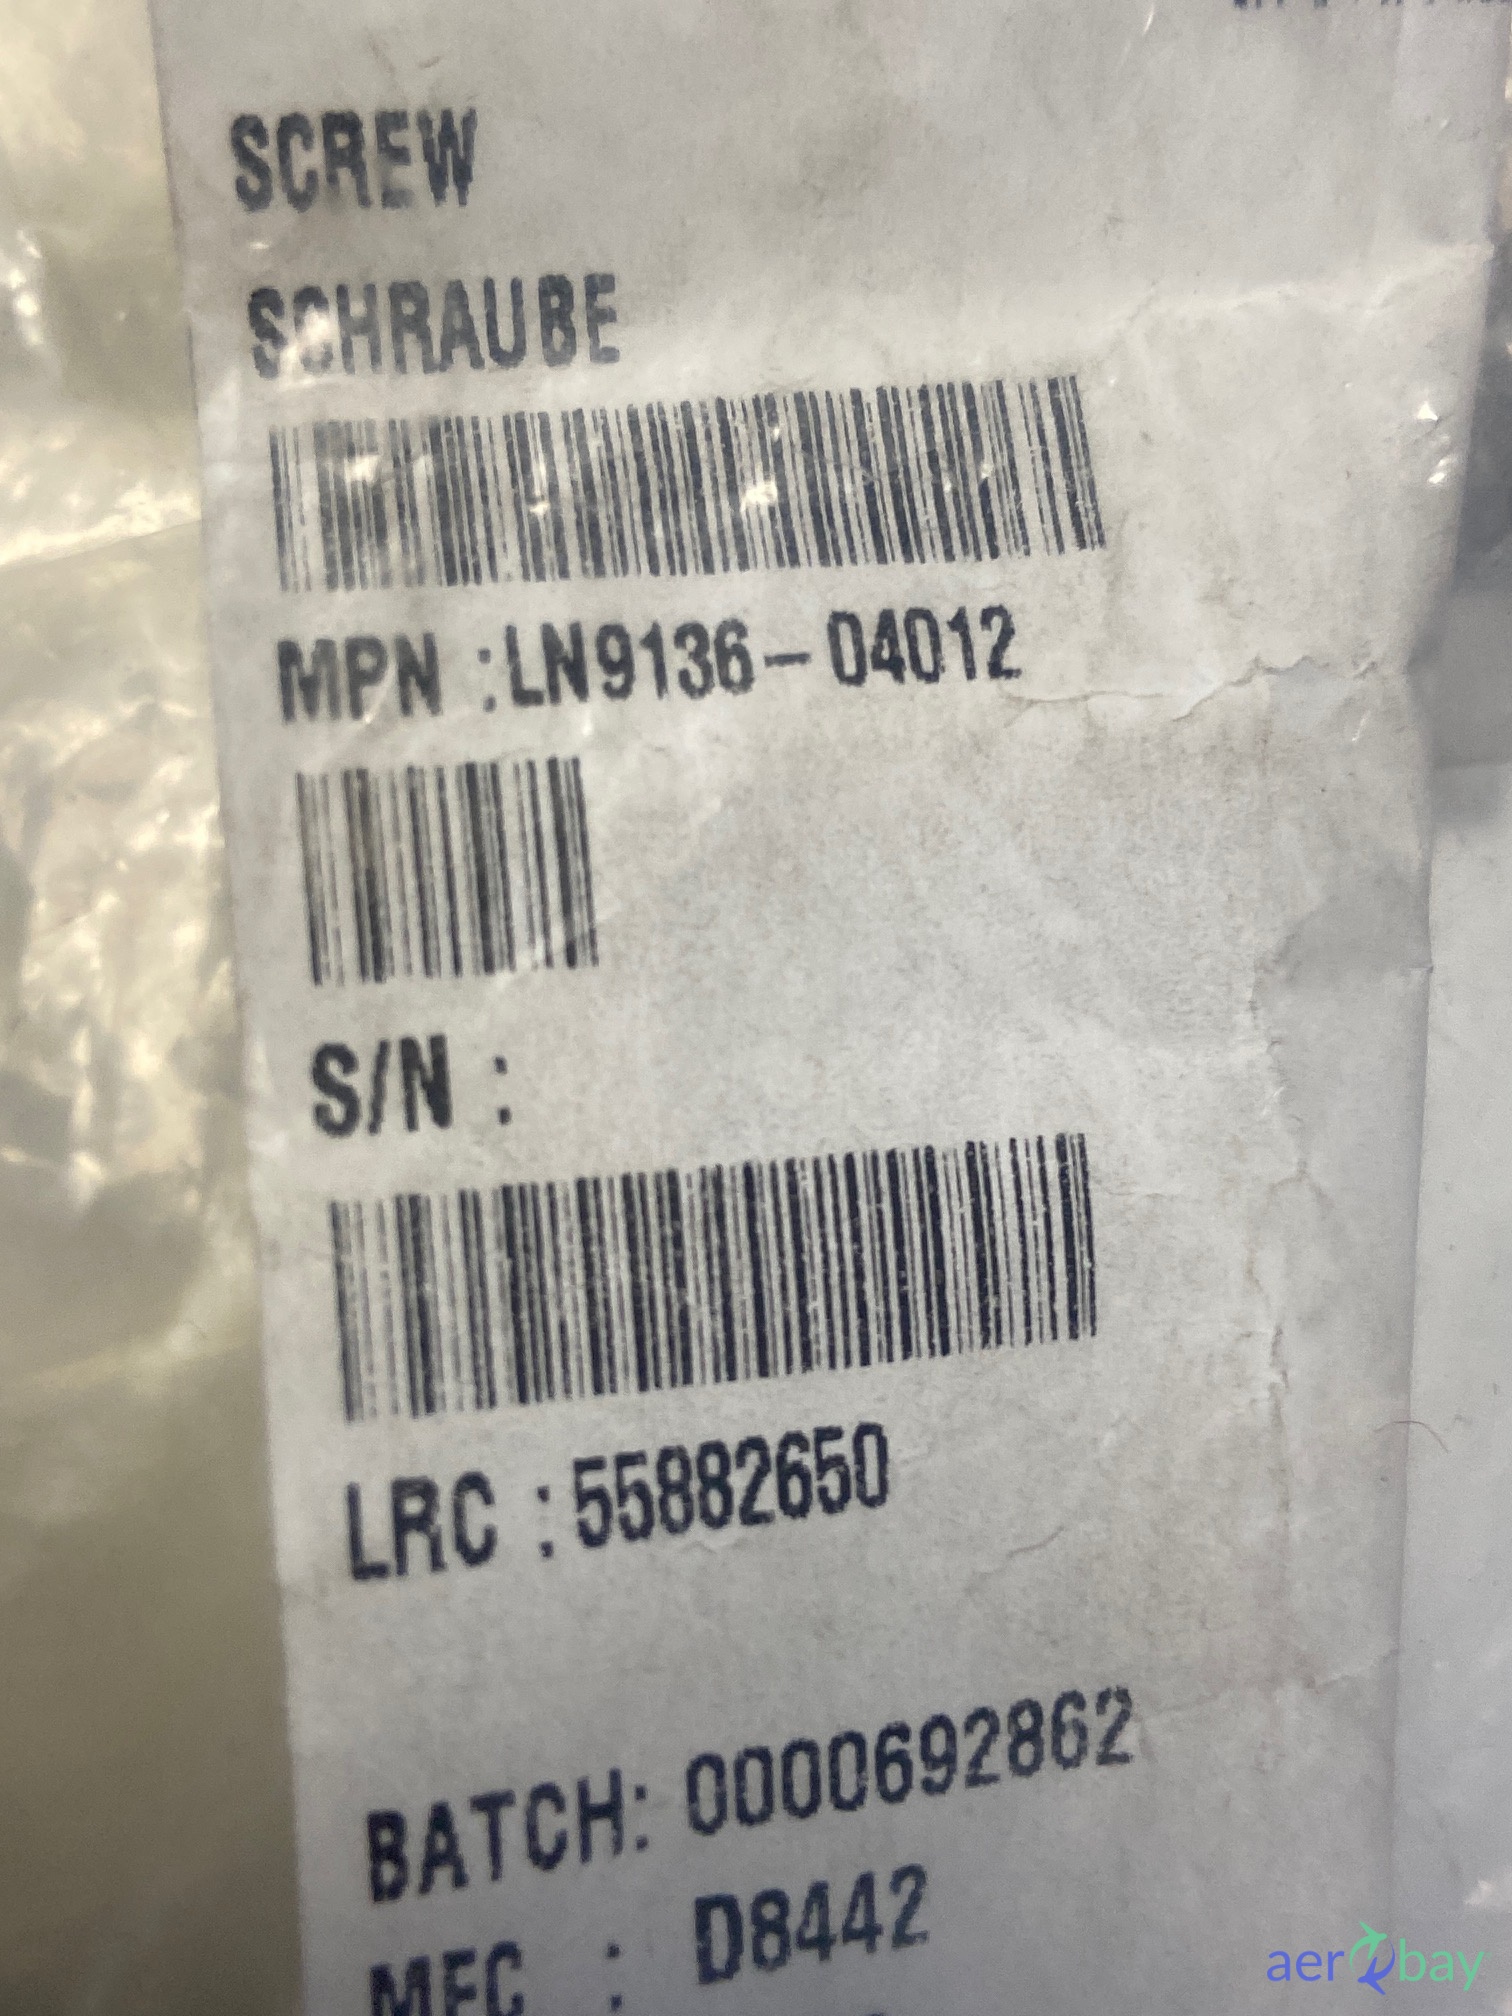 SCREW
SCHRAUBE
MPN :LN9136-04012
S/N :
LRC :55882650
BATCH: 0000692862
MFC : D8442
aerobay